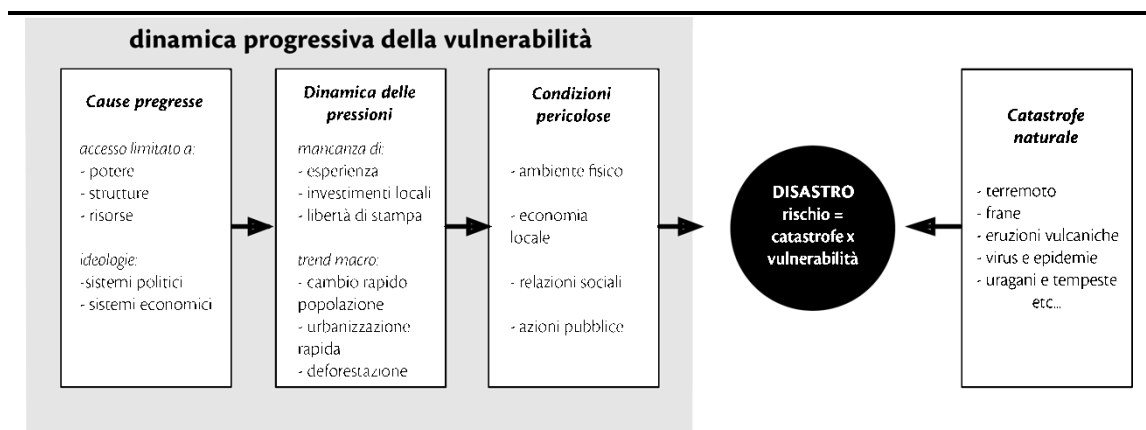 dinamica progressiva della vulnerabilità
Cause pregresse
accesso limitato a:
- potere
- strutture
- risorse
ideologie:
-sistemi politici
- sistemi economici
Dinamica delle
pressioni
mancanza di:
- esperienza
- investimenti locali
- libertà di stampa
trend macro:
- cambio rapido
popolazione
- urbanizzazione
rapida
- deforestazione
Condizioni
pericolose
- ambiente fisico
- economia
locale
- relazioni sociali
- azioni pubblice
DISASTRO
rischio =
catastrofe x
vulnerabilità
Catastrofe
naturale
- terremoto
- frane
- eruzioni vulcaniche
- virus e epidemie
- uragani e tempeste
etc...